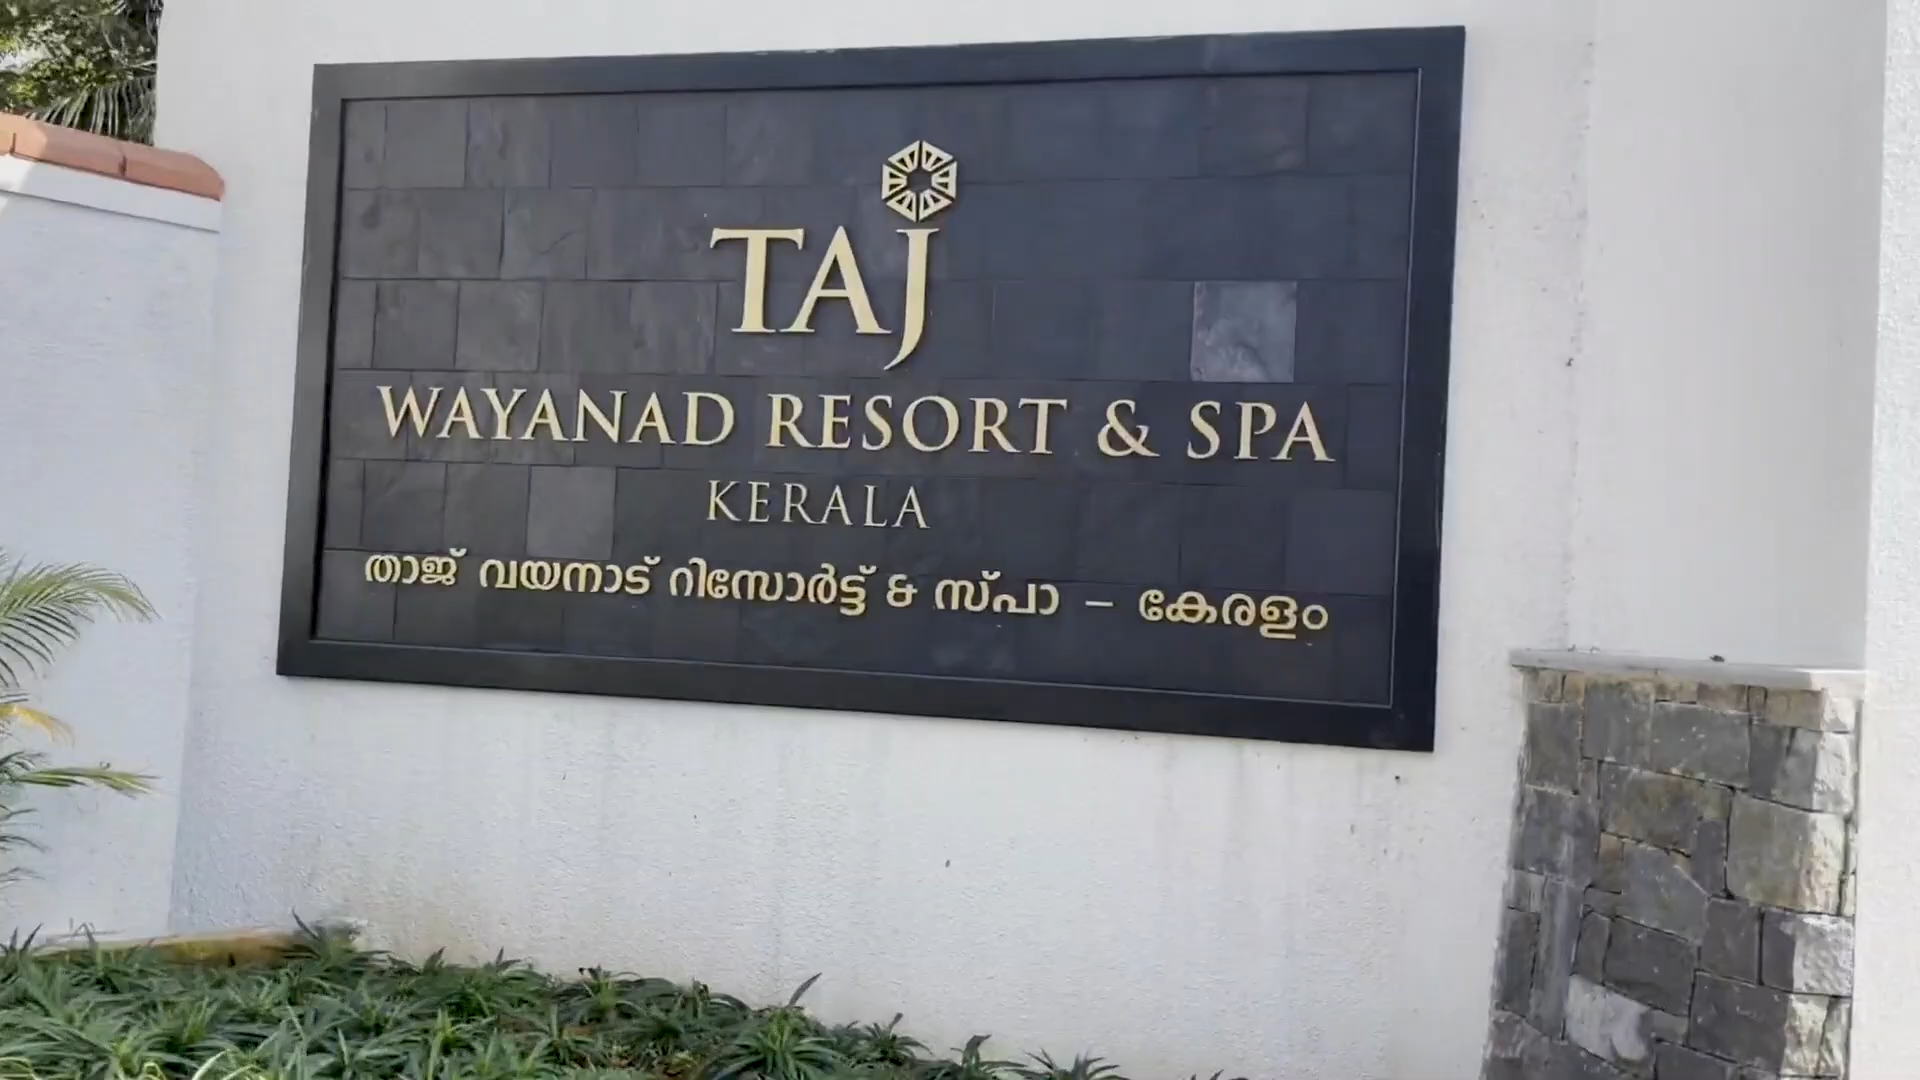 TAJ
WAYANAD RESORT & SPA
KERALA
താജ് വയനാട് റിസോർട്ട് & സ്പാ – കേരളം